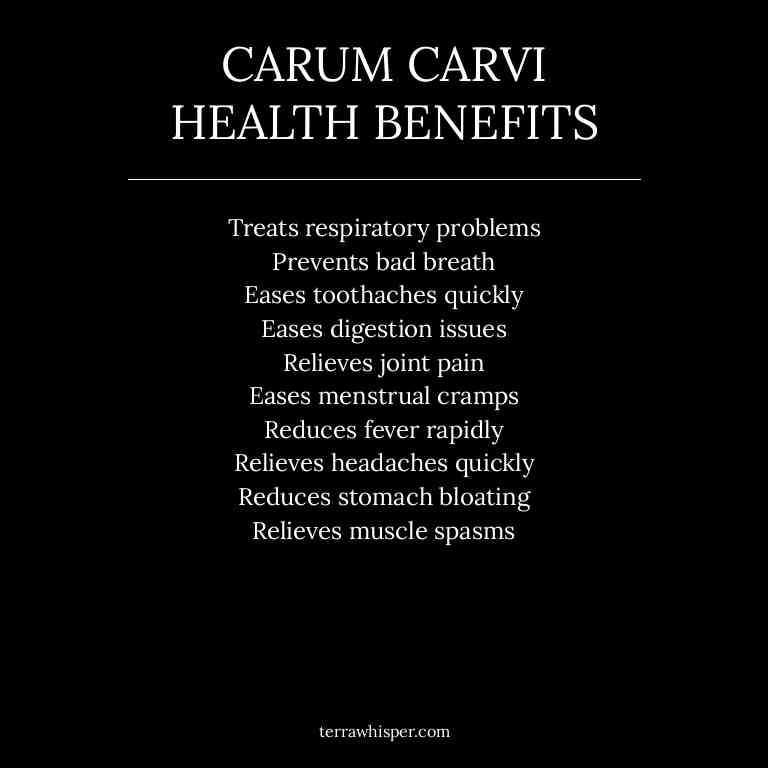 CARUM CARVI
HEALTH BENEFITS
Treats respiratory problems
Prevents bad breath
Eases toothaches quickly
Eases digestion issues
Relieves joint pain
Eases menstrual cramps
Reduces fever rapidly
Relieves headaches quickly
Reduces stomach bloating
Relieves muscle spasms
terrawhisper.com